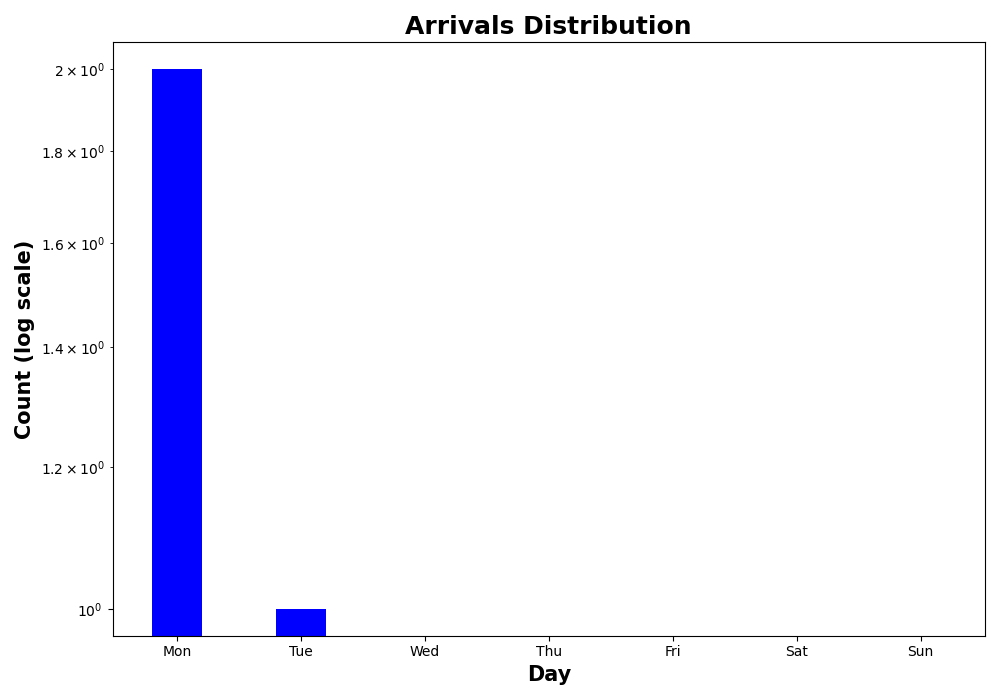 Arrivals Distribution
2 × 10⁰
1.8 × 10⁰
1.6 × 10⁰
1.4 × 10⁰
1.2 × 10⁰
10⁰
Count (log scale)
Mon Tue Wed Thu Fri Sat Sun
Day